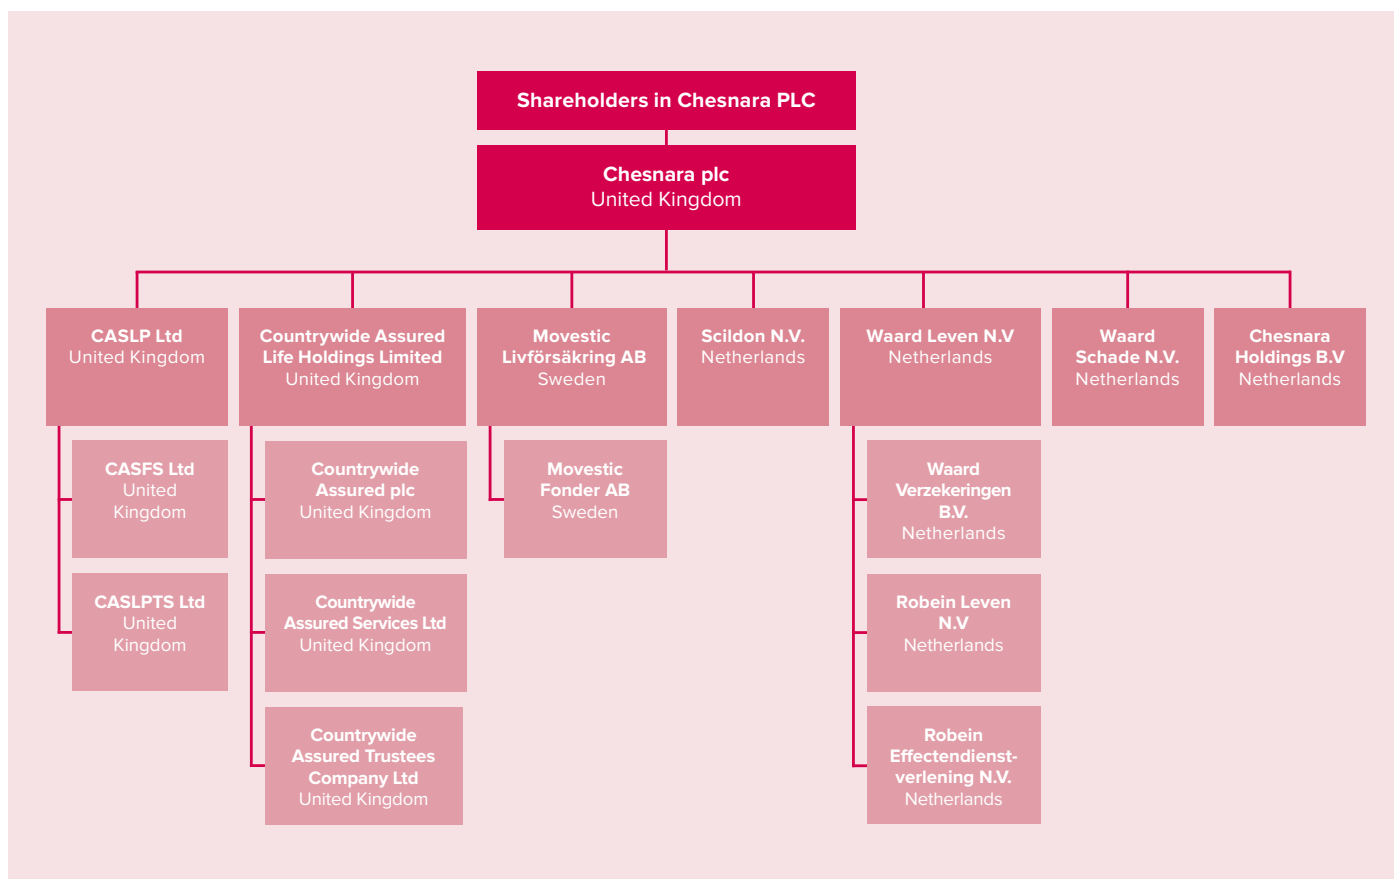 Shareholders in Chesnara PLC
Chesnara plc
United Kingdom
CASLP Ltd
United Kingdom
Countrywide Assured
Life Holdings Limited
United Kingdom
Movestic
Livförsäkring AB
Sweden
Scildon N.V.
Netherlands
Waard Leven N.V
Netherlands
Waard
Schade N.V.
Netherlands
Chesnara
Holdings B.V
Netherlands
CASFS Ltd
United
Kingdom
Countrywide
Assured plc
United Kingdom
Movestic
Fonder AB
Sweden
Waard
Verzekeringen
B.V.
Netherlands
CASLPTS Ltd
United
Kingdom
Countrywide
Assured Services Ltd
United Kingdom
Robein Leven
N.V
Netherlands
Countrywide
Assured Trustees
Company Ltd
United Kingdom
Robein
Effectendienst-
verlening N.V.
Netherlands